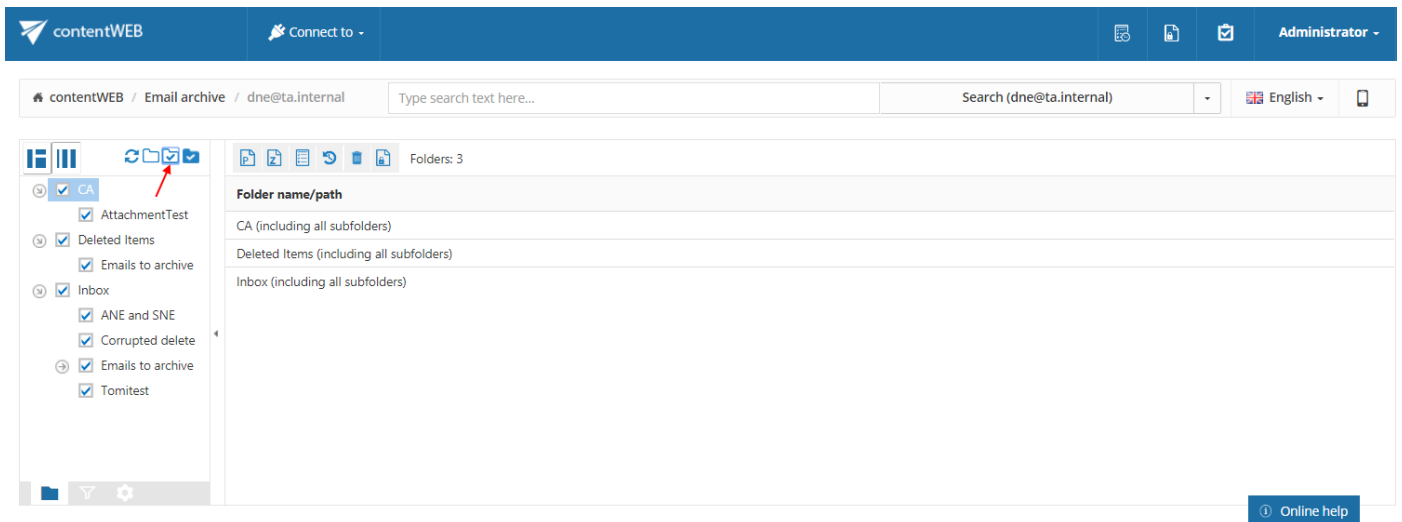 contentWEB Connect to Administrator
contentWEB / Email archive / dne@ta.internal Type search text here... Search (dne@ta.internal) English
P Z Folders: 3
CA
Folder name/path
AttachmentTest
CA (including all subfolders)
Deleted Items
Deleted Items (including all subfolders)
Emails to archive
Inbox (including all subfolders)
Inbox
ANE and SNE
Corrupted delete
Emails to archive
Tomitest
Online help